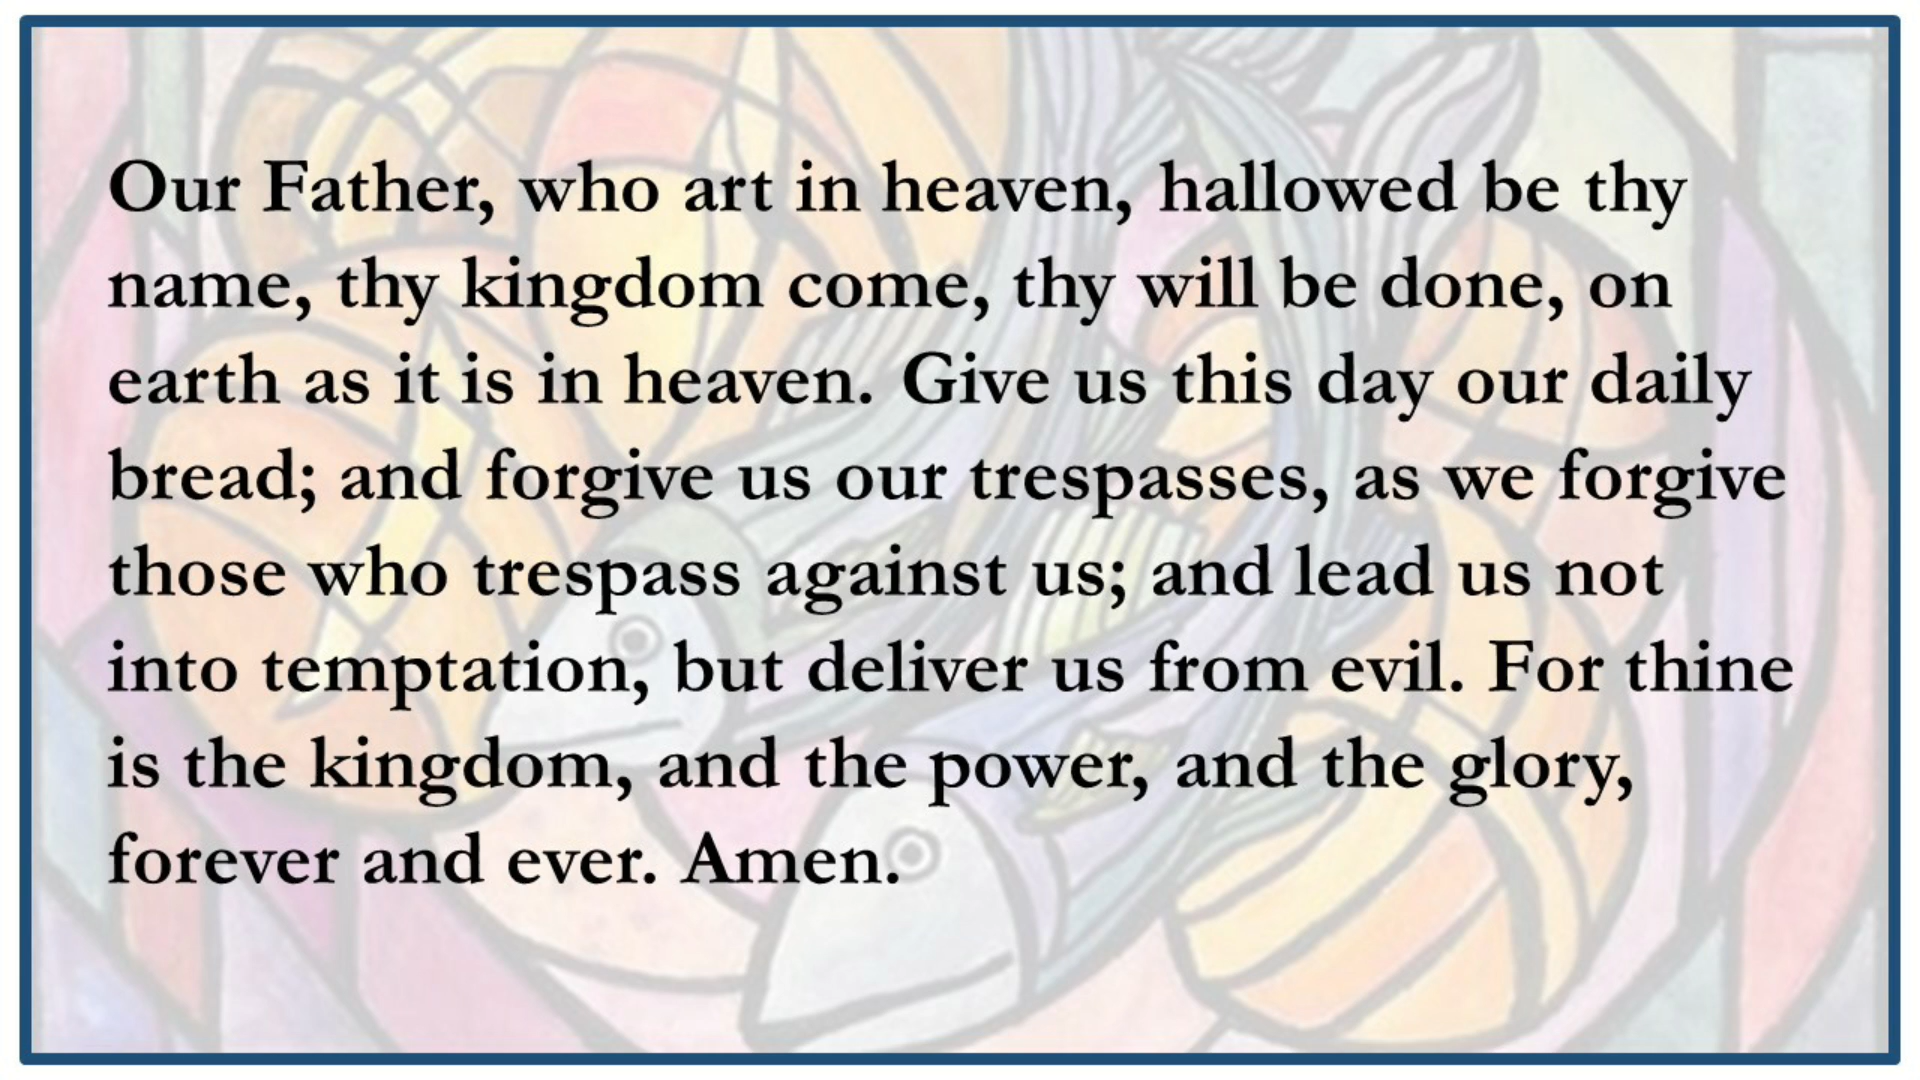 Our Father, who art in heaven, hallowed be thy
name, thy kingdom come, thy will be done, on
earth as it is in heaven. Give us this day our daily
bread; and forgive us our trespasses, as we forgive
those who trespass against us; and lead us not
into temptation, but deliver us from evil. For thine
is the kingdom, and the power, and the glory,
forever and ever. Amen.